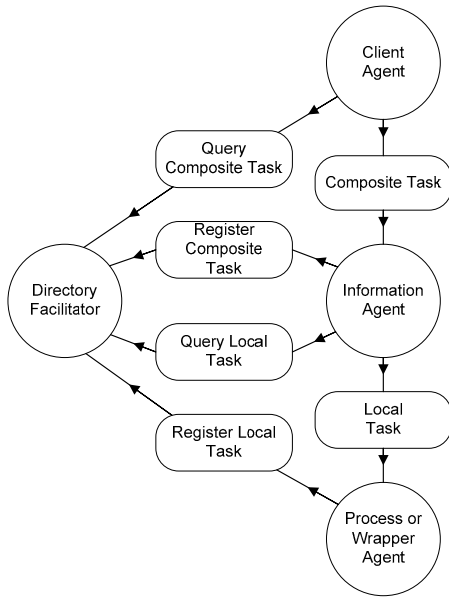 Client
Agent
Query
Composite Task
Composite Task
Register
Composite
Task
Directory
Facilitator
Information
Agent
Query Local
Task
Local
Task
Register Local
Task
Process or
Wrapper
Agent